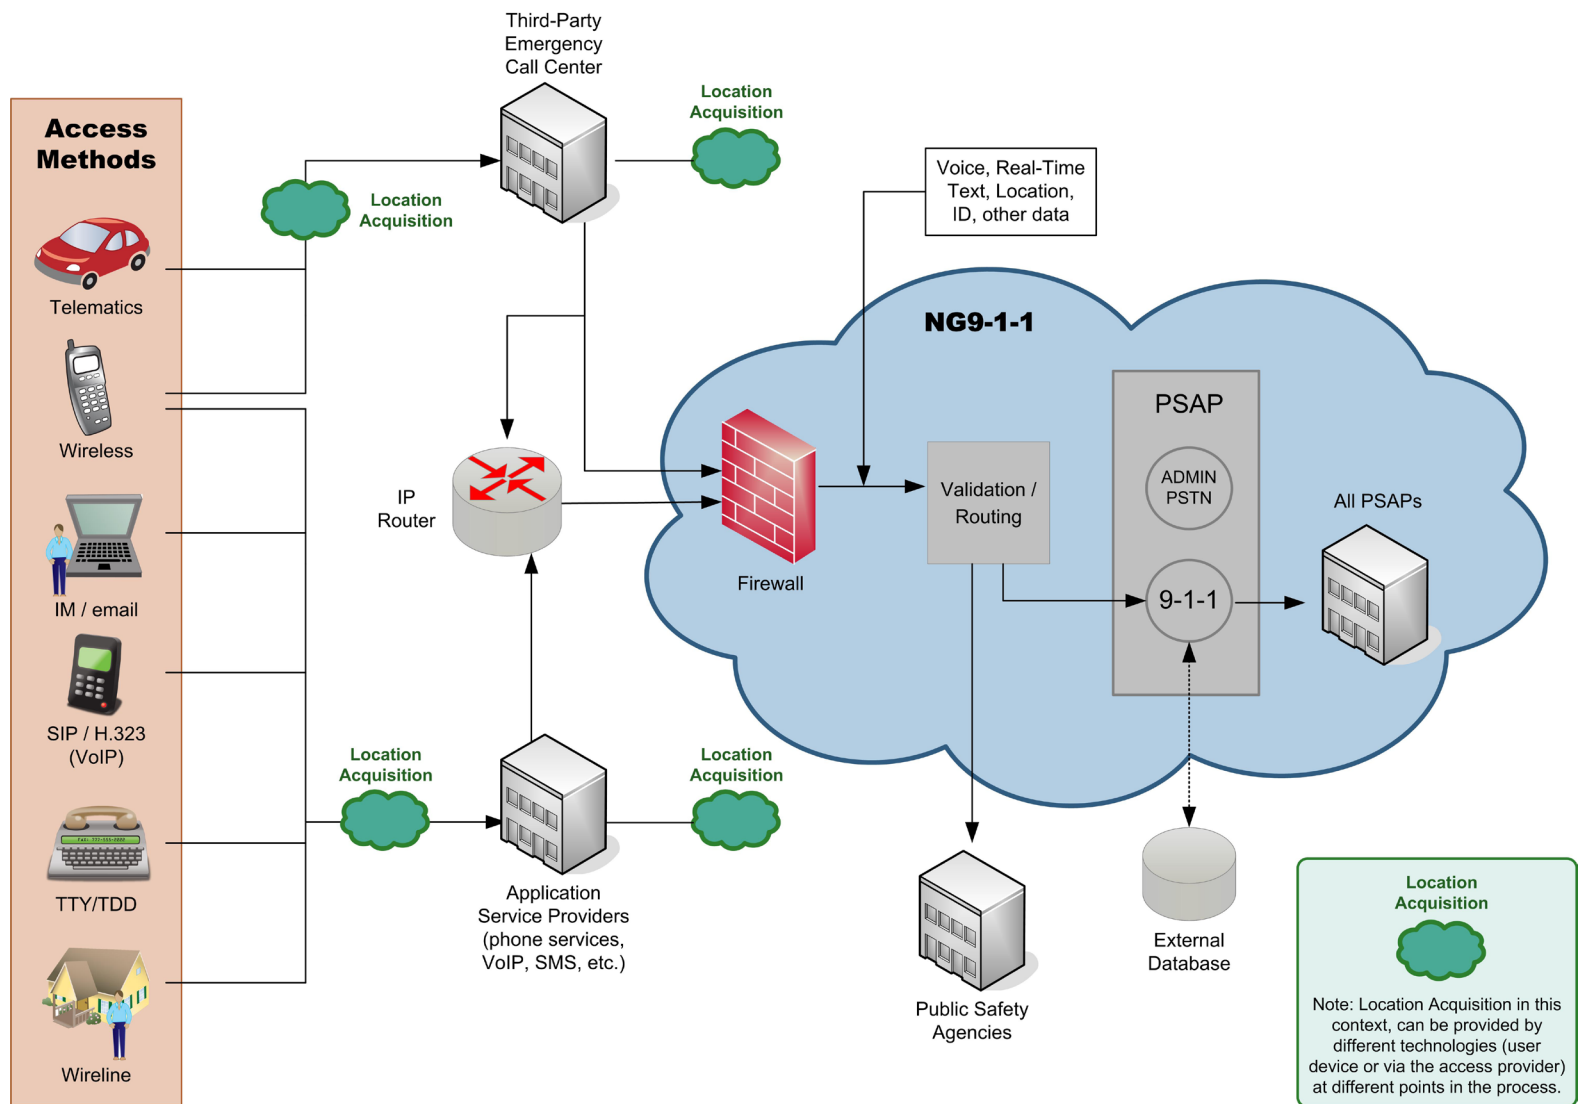 Third-Party
Emergency
Call Center
Location
Acquisition
Access
Methods
Location
Acquisition
Voice, Real-Time
Text, Location,
ID, other data
Telematics
NG9-1-1
Wireless
PSAP
ADMIN
PSTN
IP
Router
Validation /
Routing
All PSAPs
Firewall
9-1-1
IM / email
SIP / H.323
(VoIP)
Location
Acquisition
Location
Acquisition
TTY/TDD
Application
Service Providers
(phone services,
VoIP, SMS, etc.)
External
Database
Public Safety
Agencies
Wireline
Location
Acquisition
Note: Location Acquisition in this
context, can be provided by
different technologies (user
device or via the access provider)
at different points in the process.